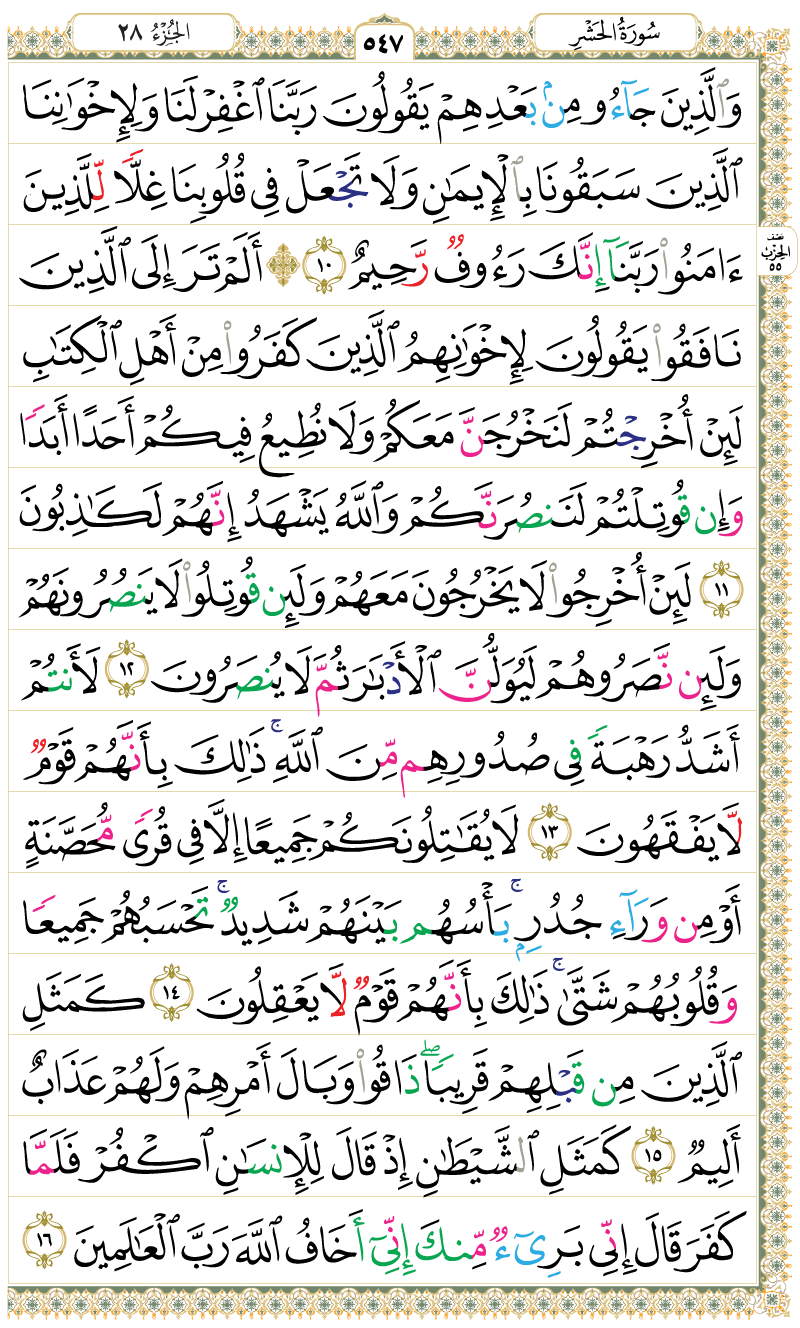 سُورَةُ الحَشْرِ
٥٤٧
الجُزْءُ ٢٨
وَٱلَّذِينَ جَآءُو مِنۢ بَعْدِهِمْ يَقُولُونَ رَبَّنَا ٱغْفِرْ لَنَا وَلِإِخْوَٰنِنَا
ٱلَّذِينَ سَبَقُونَا بِٱلْإِيمَٰنِ وَلَا تَجْعَلْ فِى قُلُوبِنَا غِلًّا لِّلَّذِينَ
ءَامَنُوا۟ رَبَّنَآ إِنَّكَ رَءُوفٌ رَّحِيمٌ ١٠ ۞ أَلَمْ تَرَ إِلَى ٱلَّذِينَ
نصف
الحزب
٥٥
نَافَقُوا۟ يَقُولُونَ لِإِخْوَٰنِهِمُ ٱلَّذِينَ كَفَرُوا۟ مِنْ أَهْلِ ٱلْكِتَٰبِ
لَئِنْ أُخْرِجْتُمْ لَنَخْرُجَنَّ مَعَكُمْ وَلَا نُطِيعُ فِيكُمْ أَحَدًا أَبَدًا
وَإِن قُوتِلْتُمْ لَنَنصُرَنَّكُمْ وَٱللَّهُ يَشْهَدُ إِنَّهُمْ لَكَٰذِبُونَ
١١ لَئِنْ أُخْرِجُوا۟ لَا يَخْرُجُونَ مَعَهُمْ وَلَئِن قُوتِلُوا۟ لَا يَنصُرُونَهُمْ
وَلَئِن نَّصَرُوهُمْ لَيُوَلُّنَّ ٱلْأَدْبَٰرَ ثُمَّ لَا يُنصَرُونَ ١٢ لَأَنتُمْ
أَشَدُّ رَهْبَةً فِى صُدُورِهِم مِّنَ ٱللَّهِ ۚ ذَٰلِكَ بِأَنَّهُمْ قَوْمٌ
لَّا يَفْقَهُونَ ١٣ لَا يُقَٰتِلُونَكُمْ جَمِيعًا إِلَّا فِى قُرًى مُّحَصَّنَةٍ
أَوْ مِن وَرَآءِ جُدُرٍۭ ۚ بَأْسُهُم بَيْنَهُمْ شَدِيدٌ ۚ تَحْسَبُهُمْ جَمِيعًا
وَقُلُوبُهُمْ شَتَّىٰ ۚ ذَٰلِكَ بِأَنَّهُمْ قَوْمٌ لَّا يَعْقِلُونَ ١٤ كَمَثَلِ
ٱلَّذِينَ مِن قَبْلِهِمْ قَرِيبًا ۖ ذَاقُوا۟ وَبَالَ أَمْرِهِمْ وَلَهُمْ عَذَابٌ
أَلِيمٌ ١٥ كَمَثَلِ ٱلشَّيْطَٰنِ إِذْ قَالَ لِلْإِنسَٰنِ ٱكْفُرْ فَلَمَّا
كَفَرَ قَالَ إِنِّى بَرِىٓءٌ مِّنكَ إِنِّىٓ أَخَافُ ٱللَّهَ رَبَّ ٱلْعَٰلَمِينَ ١٦